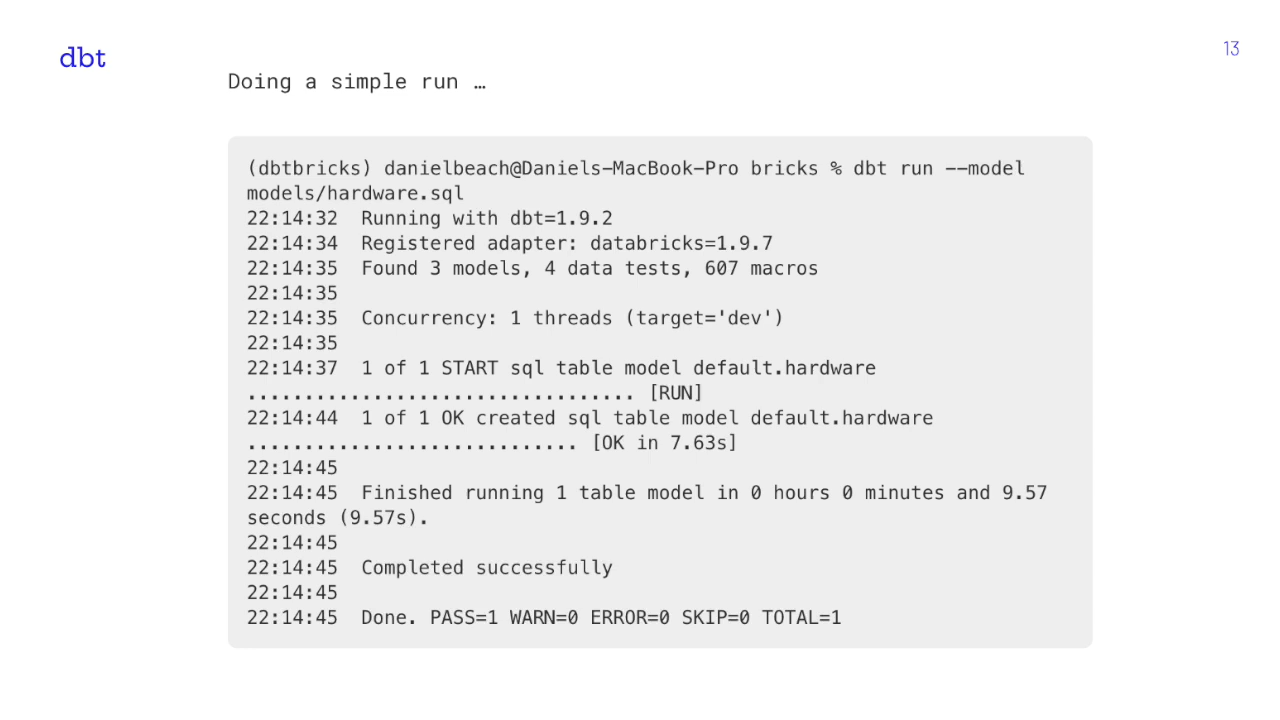 dbt
13
Doing a simple run …
(dbtbricks) danielbeach@Daniels-MacBook-Pro bricks % dbt run --model
models/hardware.sql
22:14:32  Running with dbt=1.9.2
22:14:34  Registered adapter: databricks=1.9.7
22:14:35  Found 3 models, 4 data tests, 607 macros
22:14:35
22:14:35  Concurrency: 1 threads (target='dev')
22:14:35
22:14:37  1 of 1 START sql table model default.hardware
.................................. [RUN]
22:14:44  1 of 1 OK created sql table model default.hardware
............................. [OK in 7.63s]
22:14:45
22:14:45  Finished running 1 table model in 0 hours 0 minutes and 9.57
seconds (9.57s).
22:14:45
22:14:45  Completed successfully
22:14:45
22:14:45  Done. PASS=1 WARN=0 ERROR=0 SKIP=0 TOTAL=1